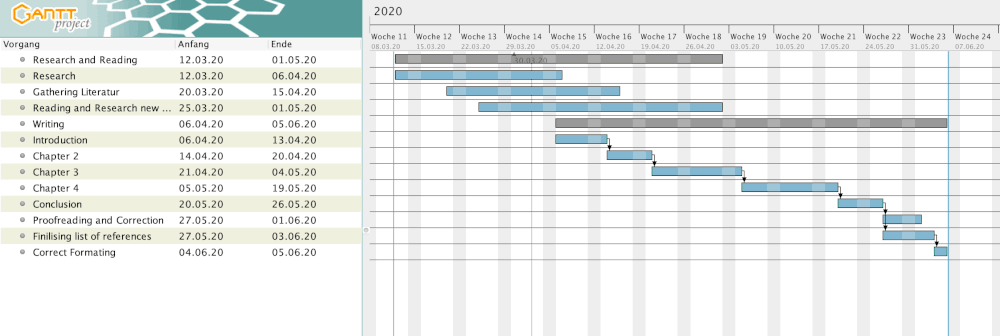 GANTT
project
2020
Woche 11 Woche 12 Woche 13 Woche 14 Woche 15 Woche 16 Woche 17 Woche 18 Woche 19 Woche 20 Woche 21 Woche 22 Woche 23 Woche 24
08.03.20 15.03.20 22.03.20 29.03.20 05.04.20 12.04.20 19.04.20 26.04.20 03.05.20 10.05.20 17.05.20 24.05.20 31.05.20 07.06.20
30.03.20
Vorgang Anfang Ende
Research and Reading 12.03.20 01.05.20
Research 12.03.20 06.04.20
Gathering Literatur 20.03.20 15.04.20
Reading and Research new ... 25.03.20 01.05.20
Writing 06.04.20 05.06.20
Introduction 06.04.20 13.04.20
Chapter 2 14.04.20 20.04.20
Chapter 3 21.04.20 04.05.20
Chapter 4 05.05.20 19.05.20
Conclusion 20.05.20 26.05.20
Proofreading and Correction 27.05.20 01.06.20
Finilising list of references 27.05.20 03.06.20
Correct Formating 04.06.20 05.06.20